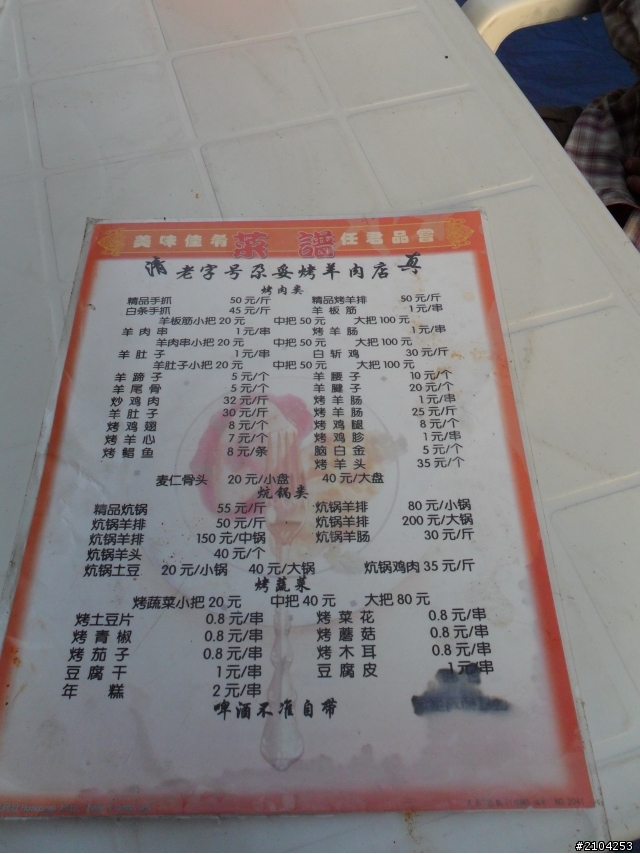 美味佳肴 菜 譜 任君品嘗
清 老字号尕妥烤羊肉店 真
烤肉类
精品手抓 50元/斤 精品烤羊排 50元/斤
白条手抓 45元/斤 羊板筋 1元/串
羊板筋小把20元 中把50元 大把100元
羊肉串 1元/串 烤羊肠 1元/串
羊肉串小把20元 中把50元 大把100元
羊肚子 1元/串 白斩鸡 30元/斤
羊肚子小把20元 中把50元 大把100元
羊蹄子 5元/个 羊腰子 10元/个
羊尾骨 5元/个 羊腱子 20元/个
炒鸡肉 32元/斤 烤羊肠 1元/串
羊肚子 30元/斤 烤羊肠 25元/斤
烤鸡翅 8元/个 烤鸡腿 8元/个
烤羊心 7元/个 烤鸡胗 1元/串
烤鲳鱼 8元/条 脑白金 5元/个
烤羊头 35元/个
麦仁骨头 20元/小盘 40元/大盘
炕锅类
精品炕锅 55元/斤 炕锅羊排 80元/小锅
炕锅羊排 50元/斤 炕锅羊排 200元/大锅
炕锅羊排 150元/中锅 炕锅羊肠 30元/斤
炕锅羊头 40元/个
炕锅土豆 20元/小锅 40元/大锅 炕锅鸡肉35元/斤
烤蔬菜
烤蔬菜小把20元 中把40元 大把80元
烤土豆片 0.8元/串 烤菜花 0.8元/串
烤青椒 0.8元/串 烤蘑菇 0.8元/串
烤茄子 0.8元/串 烤木耳 0.8元/串
豆腐干 1元/串 豆腐皮 1元/串
年糕 2元/串
啤酒不准自带
#2104253